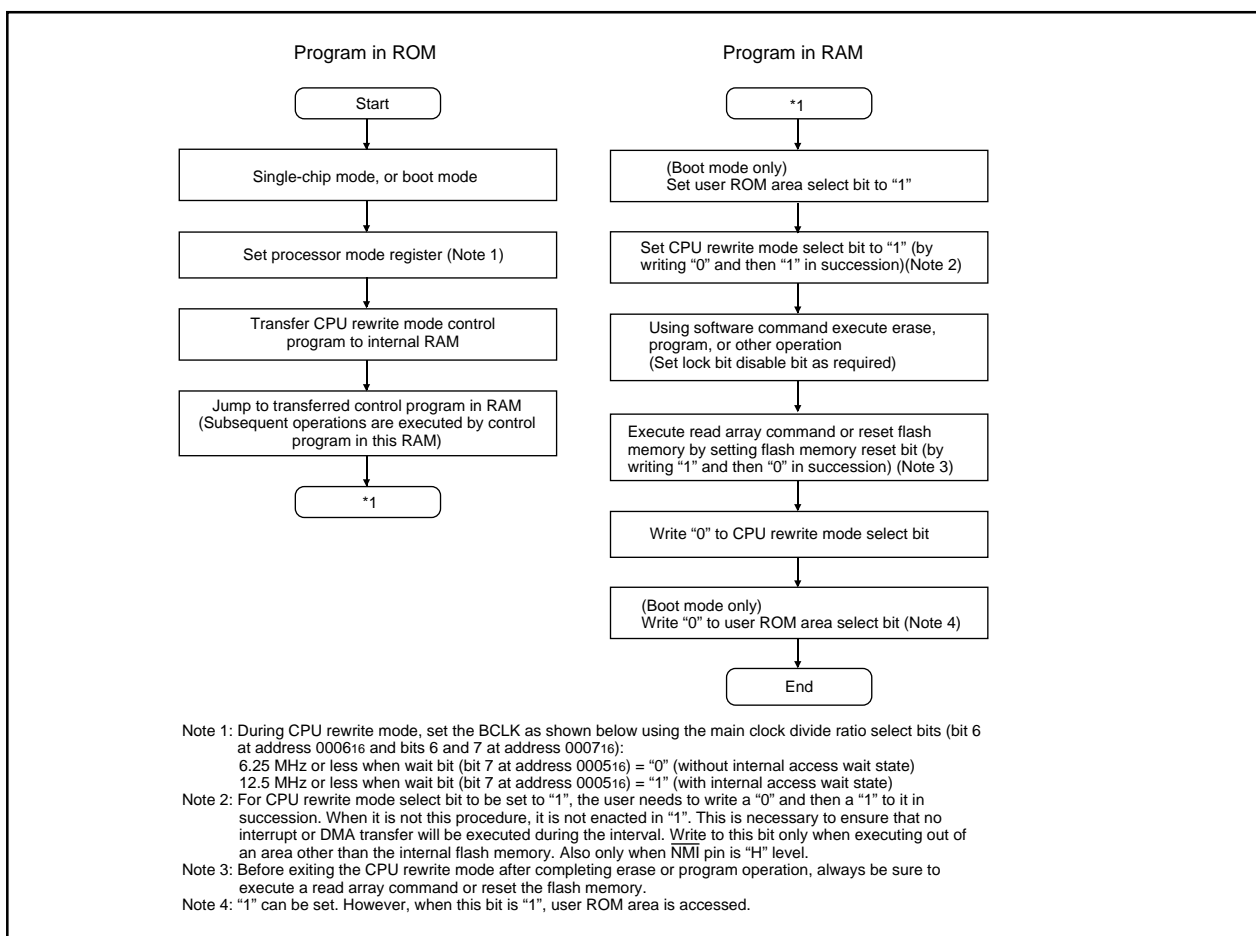 Program in ROM
Start
Single-chip mode, or boot mode
Set processor mode register (Note 1)
Transfer CPU rewrite mode control
program to internal RAM
Jump to transferred control program in RAM
(Subsequent operations are executed by control
program in this RAM)
*1
Program in RAM
*1
(Boot mode only)
Set user ROM area select bit to “1”
Set CPU rewrite mode select bit to “1” (by
writing “0” and then “1” in succession)(Note 2)
Using software command execute erase,
program, or other operation
(Set lock bit disable bit as required)
Execute read array command or reset flash
memory by setting flash memory reset bit (by
writing “1” and then “0” in succession) (Note 3)
Write “0” to CPU rewrite mode select bit
(Boot mode only)
Write “0” to user ROM area select bit (Note 4)
End
Note 1: During CPU rewrite mode, set the BCLK as shown below using the main clock divide ratio select bits (bit 6
at address 000616 and bits 6 and 7 at address 000716):
6.25 MHz or less when wait bit (bit 7 at address 000516) = “0” (without internal access wait state)
12.5 MHz or less when wait bit (bit 7 at address 000516) = “1” (with internal access wait state)
Note 2: For CPU rewrite mode select bit to be set to “1”, the user needs to write a “0” and then a “1” to it in
succession. When it is not this procedure, it is not enacted in “1”. This is necessary to ensure that no
interrupt or DMA transfer will be executed during the interval. Write to this bit only when executing out of
an area other than the internal flash memory. Also only when NMI pin is “H” level.
Note 3: Before exiting the CPU rewrite mode after completing erase or program operation, always be sure to
execute a read array command or reset the flash memory.
Note 4: “1” can be set. However, when this bit is “1”, user ROM area is accessed.